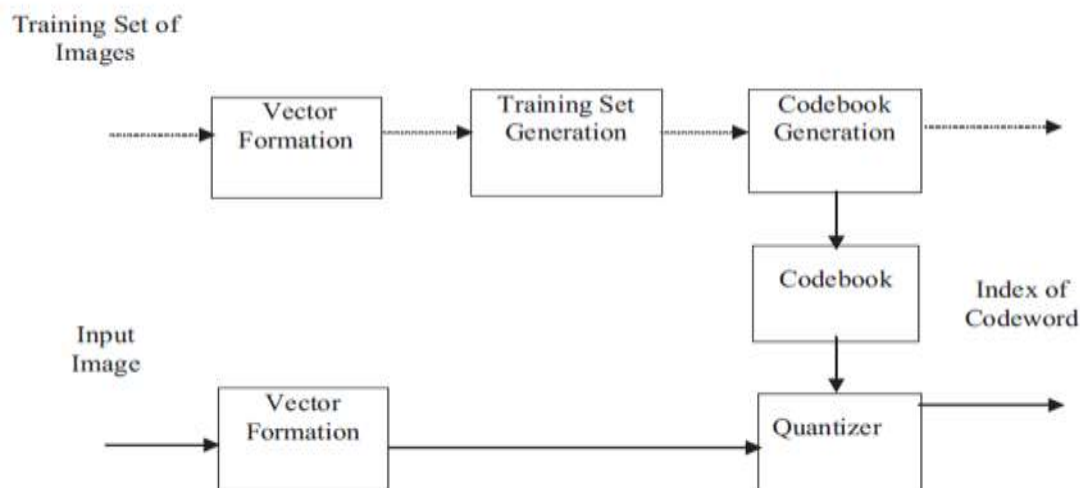 Training Set of
Images
Vector
Formation
Training Set
Generation
Codebook
Generation
Codebook
Index of
Codeword
Input
Image
Vector
Formation
Quantizer